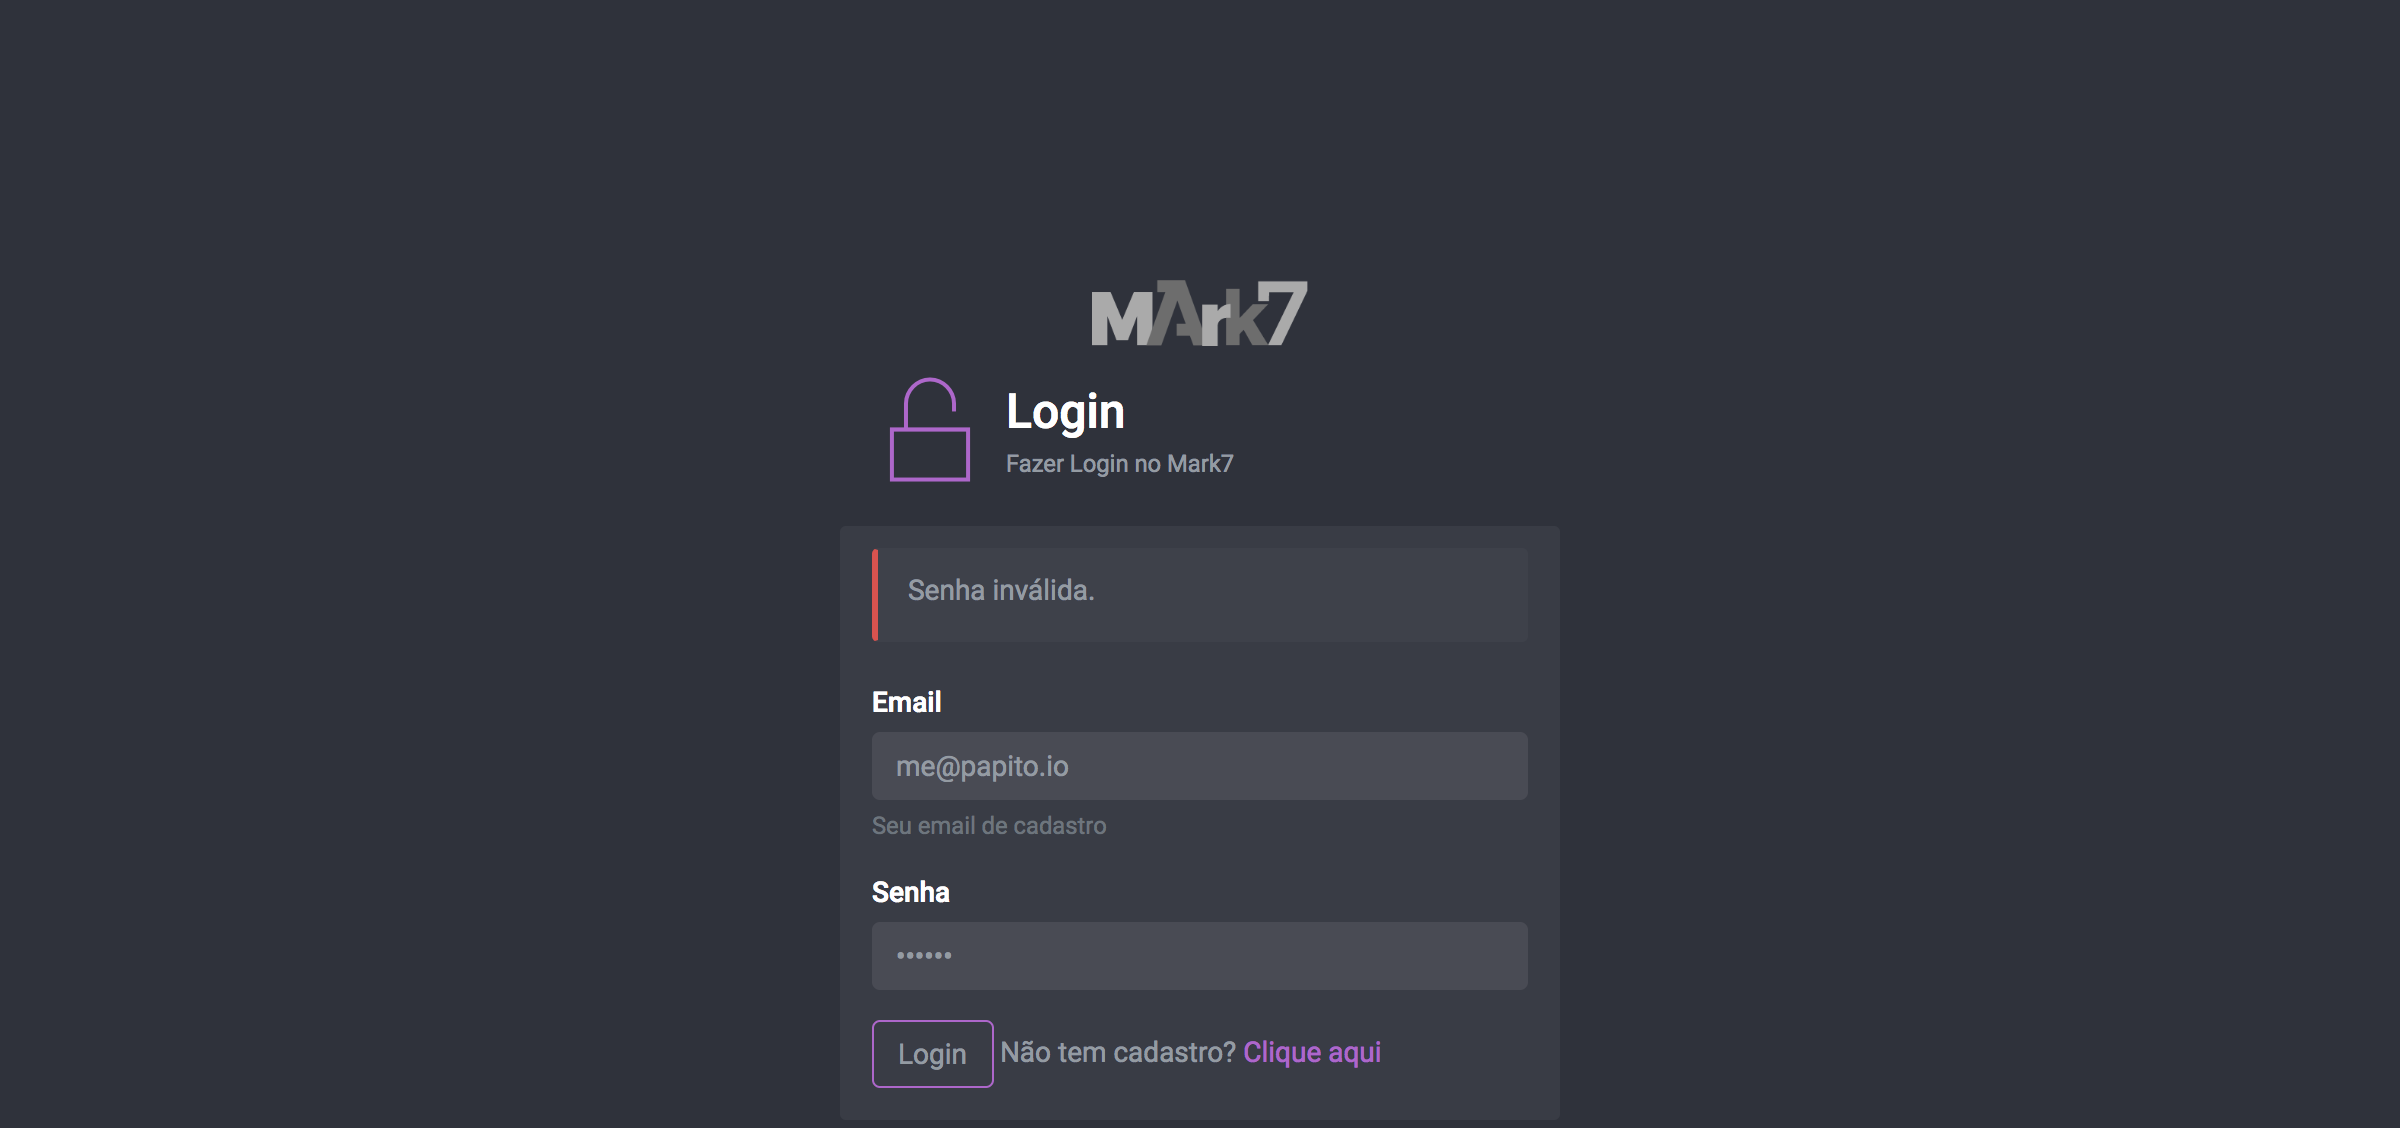 MArk7
Login
Fazer Login no Mark7
Senha inválida.
Email
me@papito.io
Seu email de cadastro
Senha
••••••
Login Não tem cadastro? Clique aqui